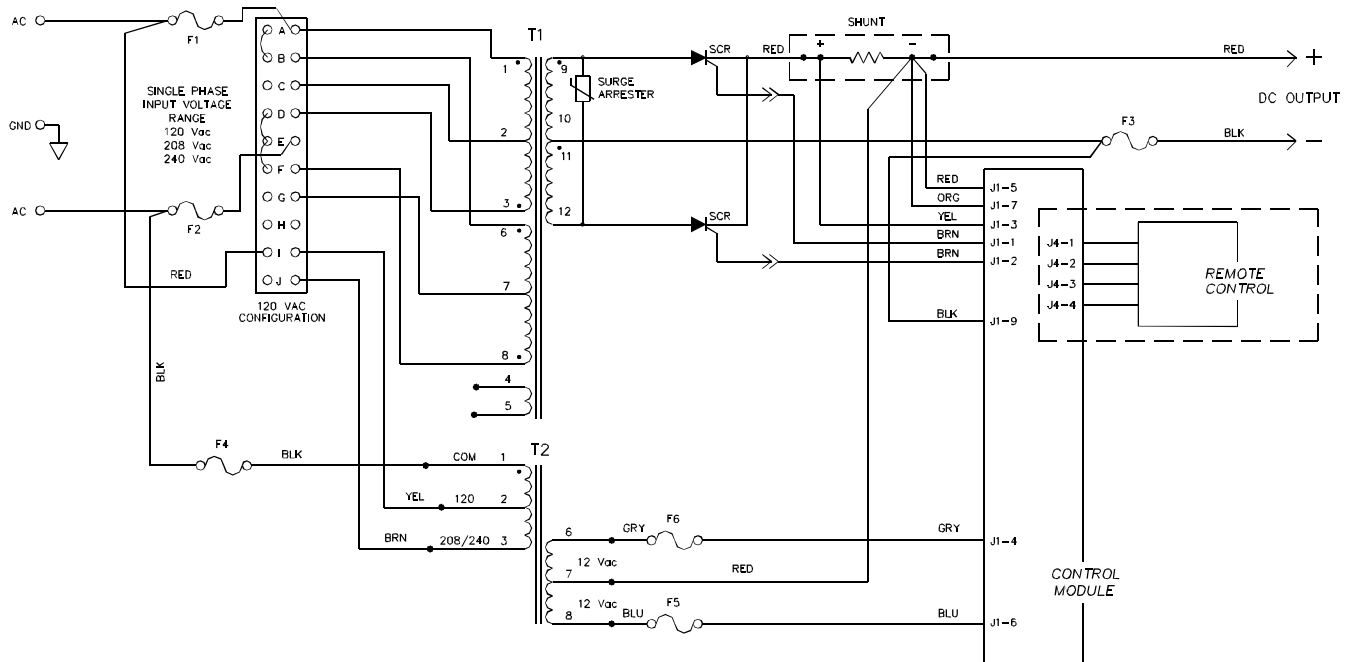 AC
F1
A
B
C
D
E
F
G
H
I
J
SINGLE PHASE
INPUT VOLTAGE
RANGE
120 Vac
208 Vac
240 Vac
GND
AC
F2
RED
120 VAC
CONFIGURATION
BLK
F4
BLK
COM
YEL
120
BRN
208/240
T1
1
2
3
6
7
8
4
5
9
10
11
12
SURGE
ARRESTER
SCR
SCR
RED
SHUNT
+
-
RED
+
DC OUTPUT
F3
BLK
-
RED
ORG
YEL
BRN
BRN
BLK
J1-5
J1-7
J1-3
J1-1
J1-2
J1-9
J4-1
J4-2
J4-3
J4-4
REMOTE
CONTROL
T2
1
2
3
6
7
8
12 Vac
12 Vac
GRY
F6
GRY
J1-4
RED
BLU
F5
BLU
J1-6
CONTROL
MODULE